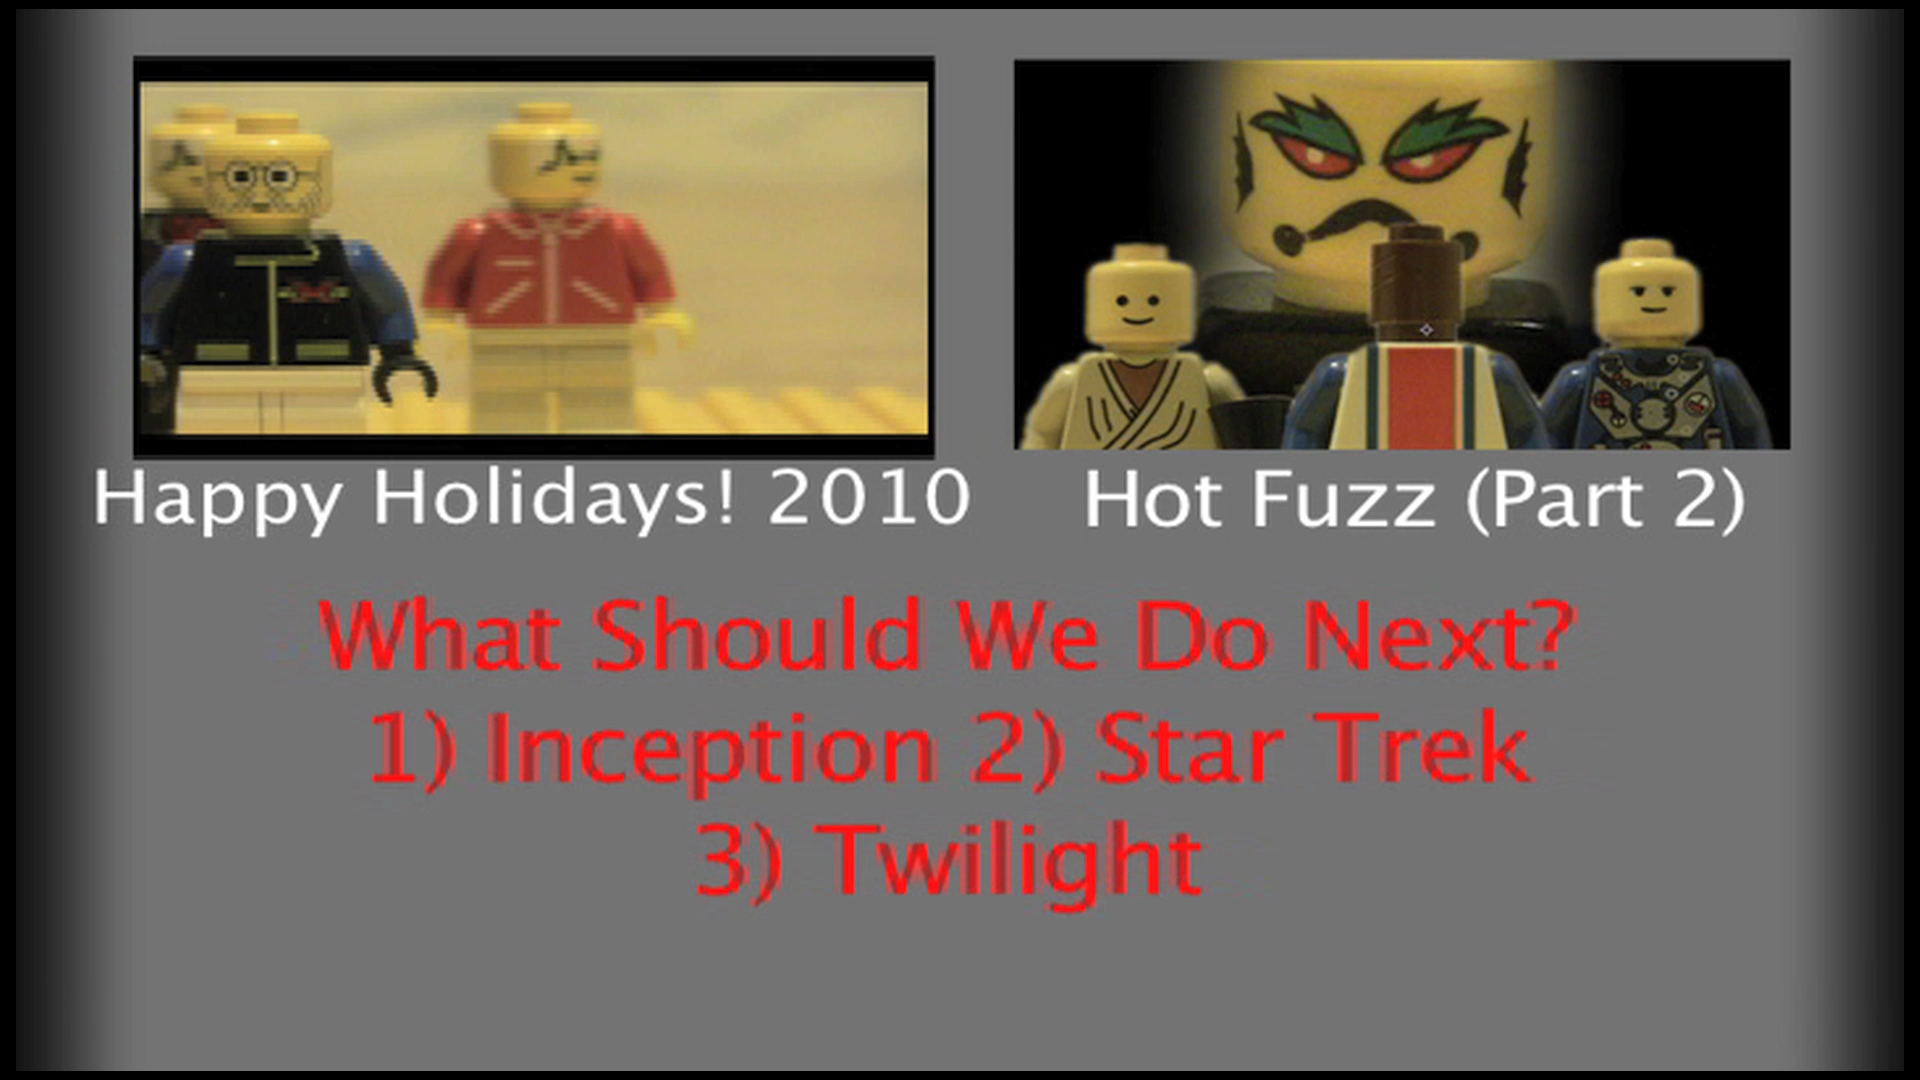 Happy Holidays! 2010
Hot Fuzz (Part 2)
What Should We Do Next?
1) Inception 2) Star Trek
3) Twilight